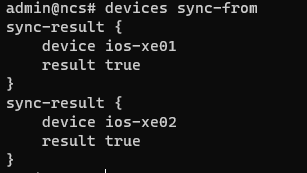 admin@ncs# devices sync-from
sync-result {
    device ios-xe01
    result true
}
sync-result {
    device ios-xe02
    result true
}